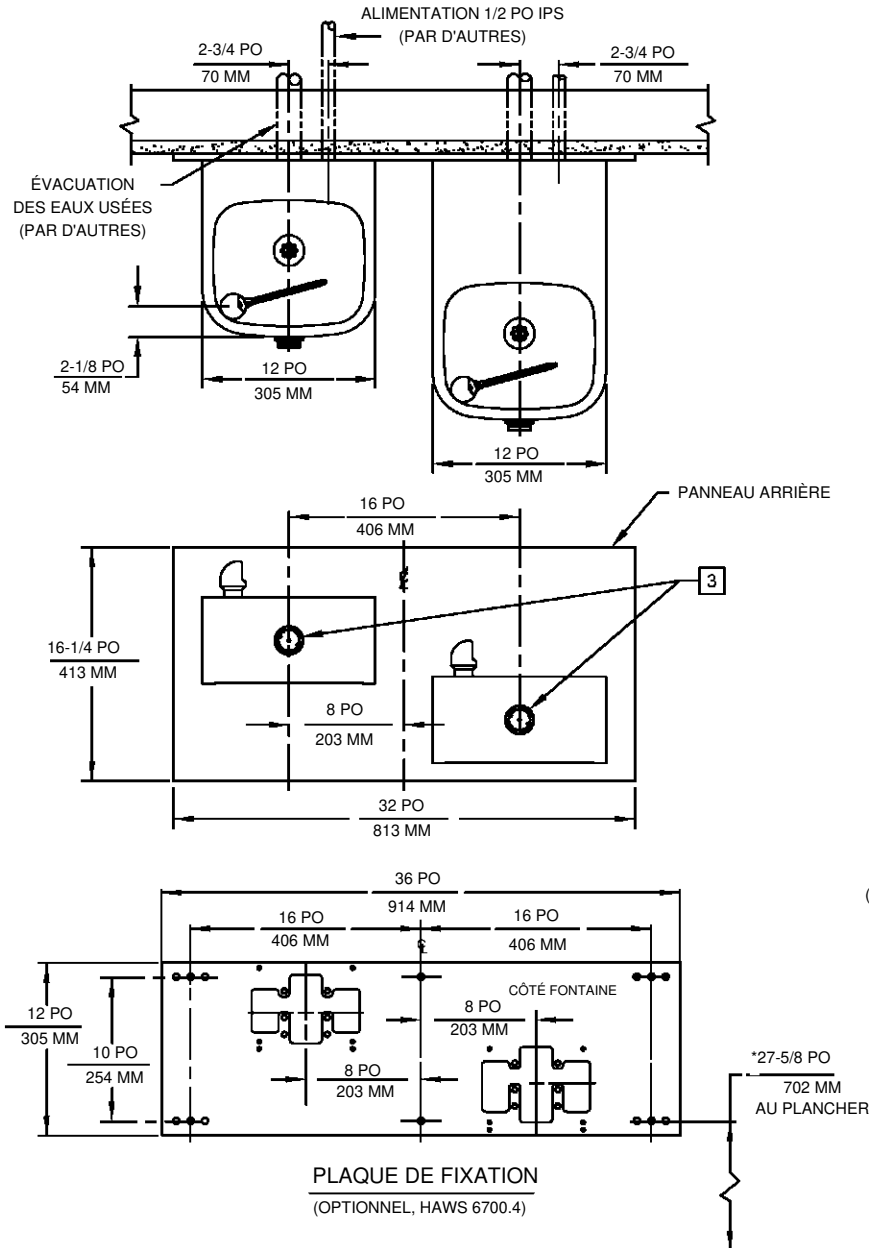 ALIMENTATION 1/2 PO IPS
(PAR D'AUTRES)
2-3/4 PO
70 MM
2-3/4 PO
70 MM
ÉVACUATION
DES EAUX USÉES
(PAR D'AUTRES)
2-1/8 PO
54 MM
12 PO
305 MM
12 PO
305 MM
16 PO
406 MM
PANNEAU ARRIÈRE
3
16-1/4 PO
413 MM
8 PO
203 MM
32 PO
813 MM
36 PO
914 MM
(
16 PO
406 MM
16 PO
406 MM
CÔTÉ FONTAINE
12 PO
305 MM
10 PO
254 MM
8 PO
203 MM
8 PO
203 MM
*27-5/8 PO
702 MM
AU PLANCHER
PLAQUE DE FIXATION
(OPTIONNEL, HAWS 6700.4)